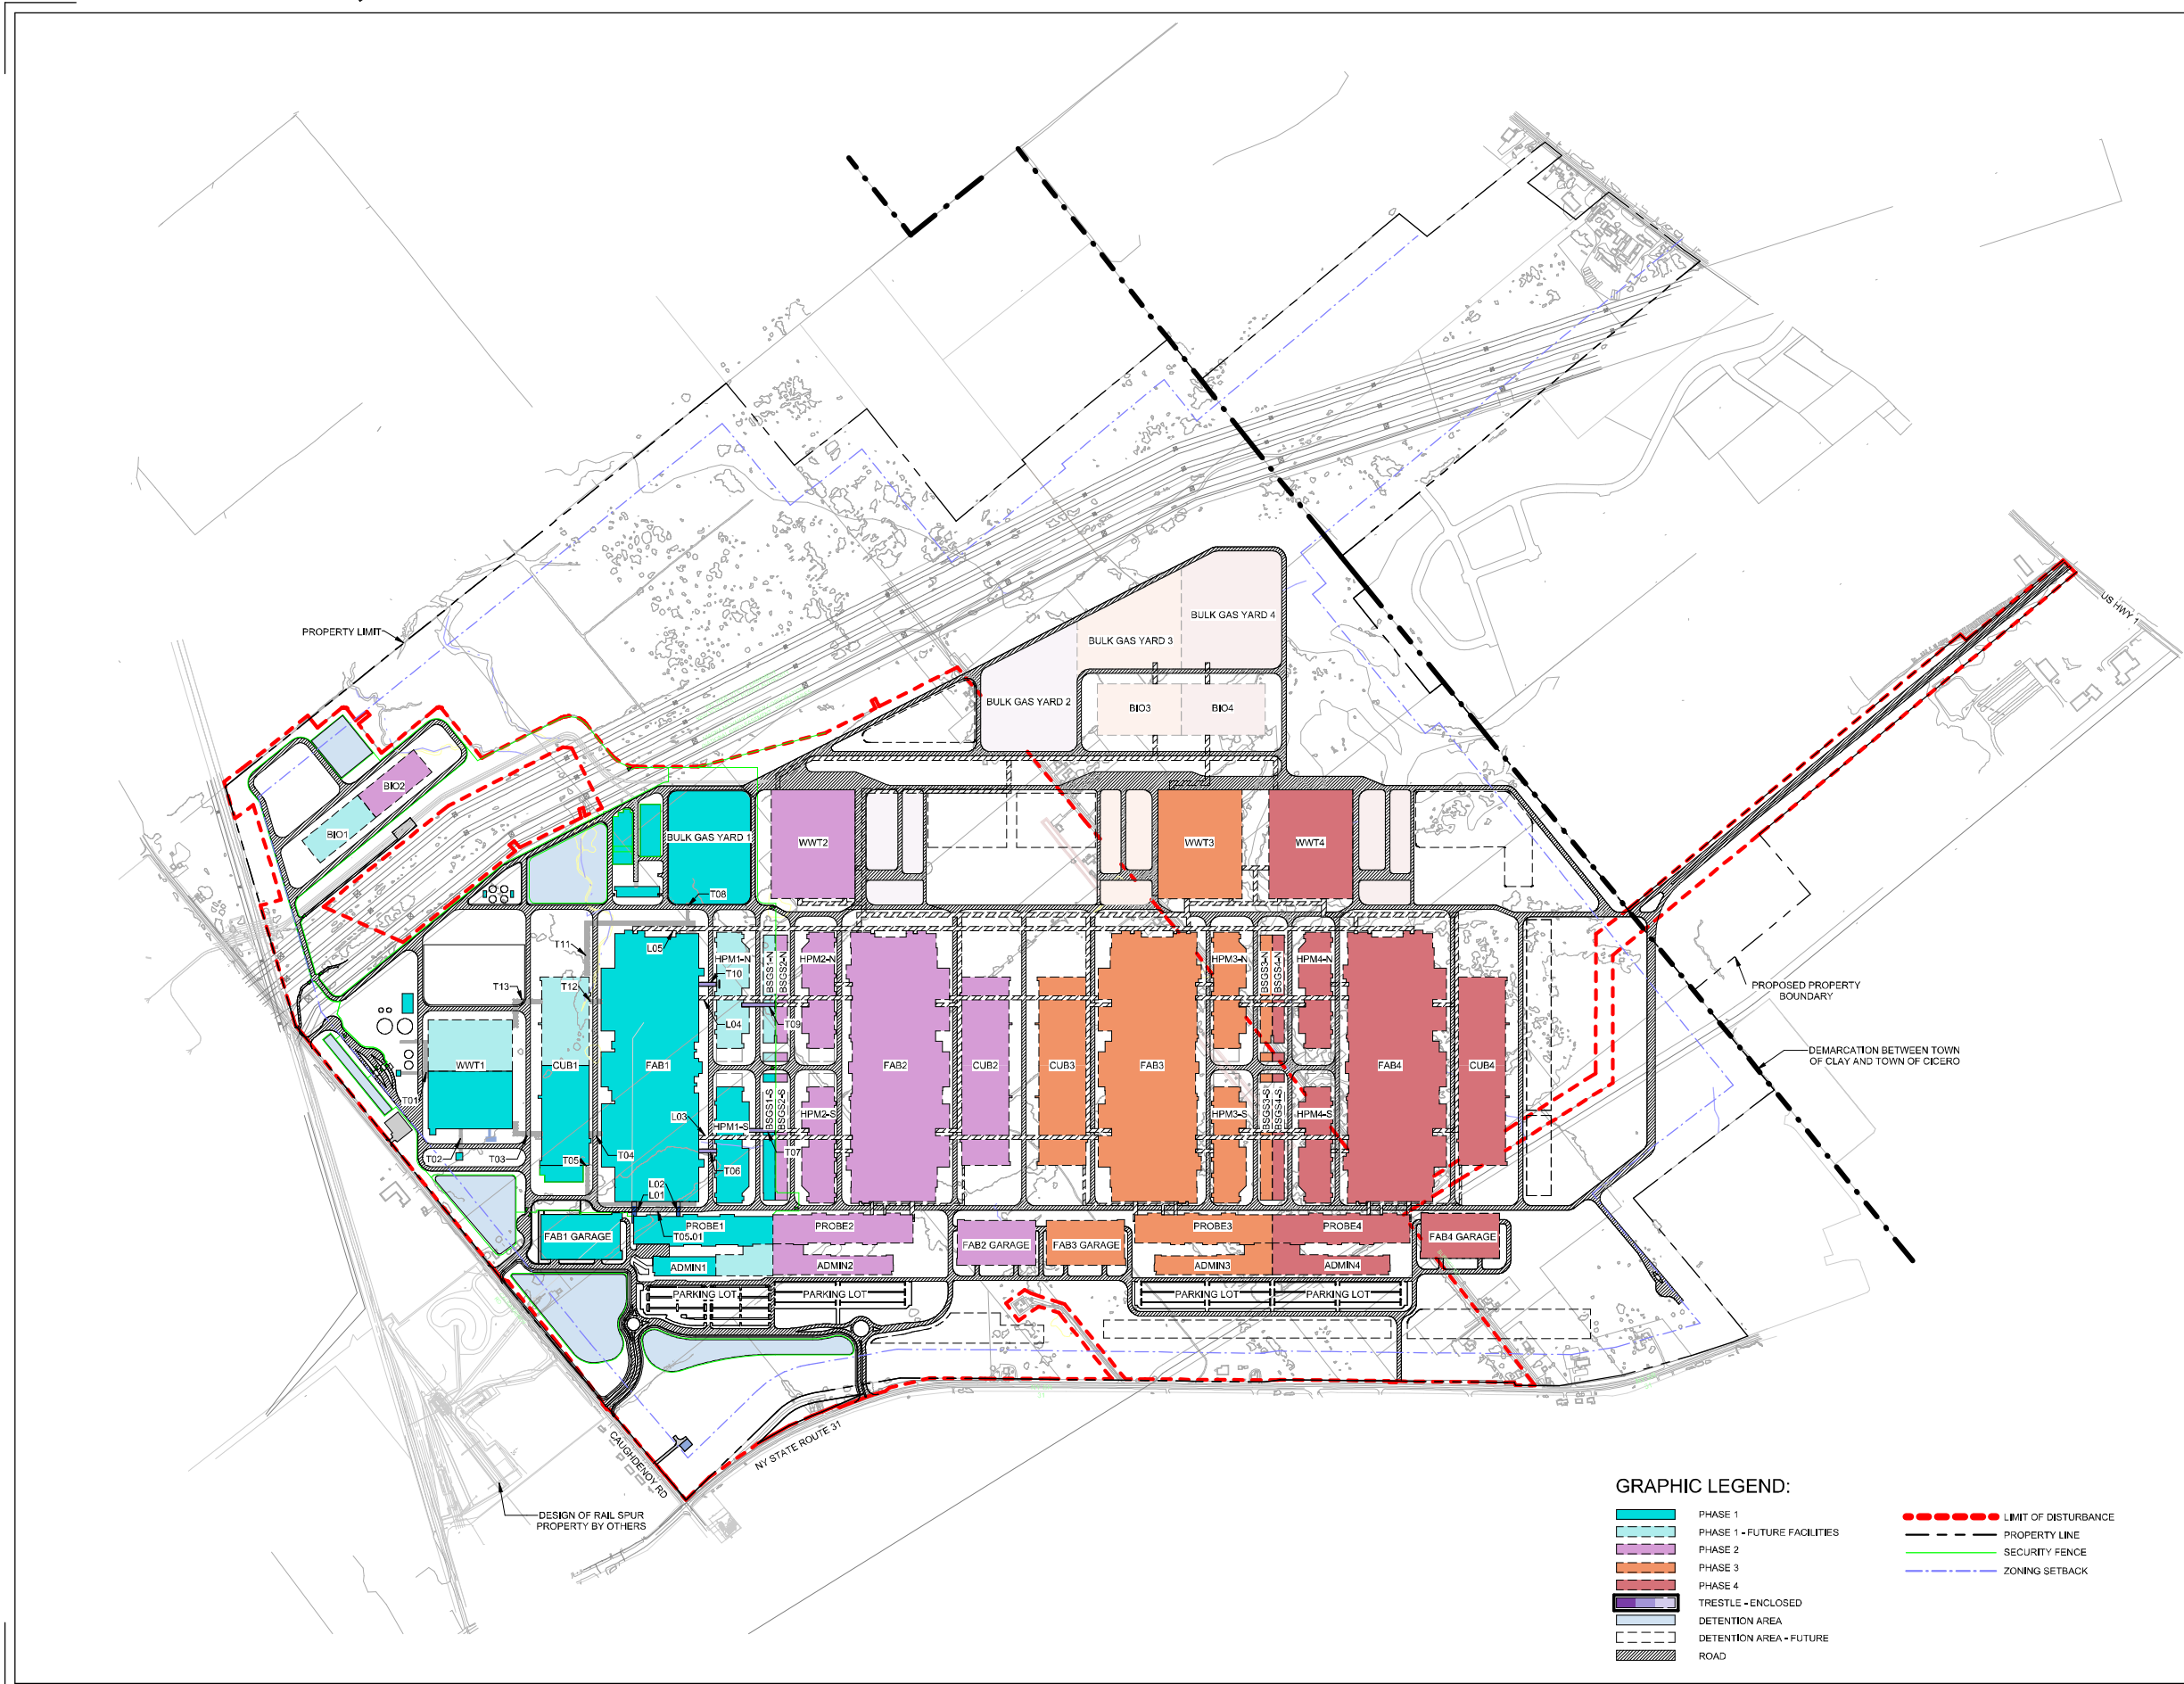 PROPERTY LIMIT
US HWY 1
BULK GAS YARD 4
BULK GAS YARD 3
BULK GAS YARD 2
BIO3
BIO4
BIO2
BIO1
BULK GAS YARD 1
WWT2
WWT3
WWT4
T08
T11
L05
HPM1-N
BSGS1-N
BSGS2-N
HPM2-N
HPM3-N
BSGS3-N
BSGS4-N
HPM4-N
T10
T13
T12
L04
T09
PROPOSED PROPERTY
BOUNDARY
DEMARCATION BETWEEN TOWN
OF CLAY AND TOWN OF CICERO
WWT1
CUB1
FAB1
FAB2
CUB2
CUB3
FAB3
FAB4
CUB4
T01
L03
HPM1-S
BSGS1-S
BSGS2-S
HPM2-S
HPM3-S
BSGS3-S
BSGS4-S
HPM4-S
T02
T03
T05
T04
T06
T07
L02
L01
T05.01
FAB1 GARAGE
PROBE1
PROBE2
FAB2 GARAGE
FAB3 GARAGE
PROBE3
PROBE4
FAB4 GARAGE
ADMIN1
ADMIN2
ADMIN3
ADMIN4
PARKING LOT
PARKING LOT
PARKING LOT
PARKING LOT
CAUGHDENOY RD
NY STATE ROUTE 31
DESIGN OF RAIL SPUR
PROPERTY BY OTHERS
GRAPHIC LEGEND:
PHASE 1
PHASE 1 - FUTURE FACILITIES
PHASE 2
PHASE 3
PHASE 4
TRESTLE - ENCLOSED
DETENTION AREA
DETENTION AREA - FUTURE
ROAD
LIMIT OF DISTURBANCE
PROPERTY LINE
SECURITY FENCE
ZONING SETBACK